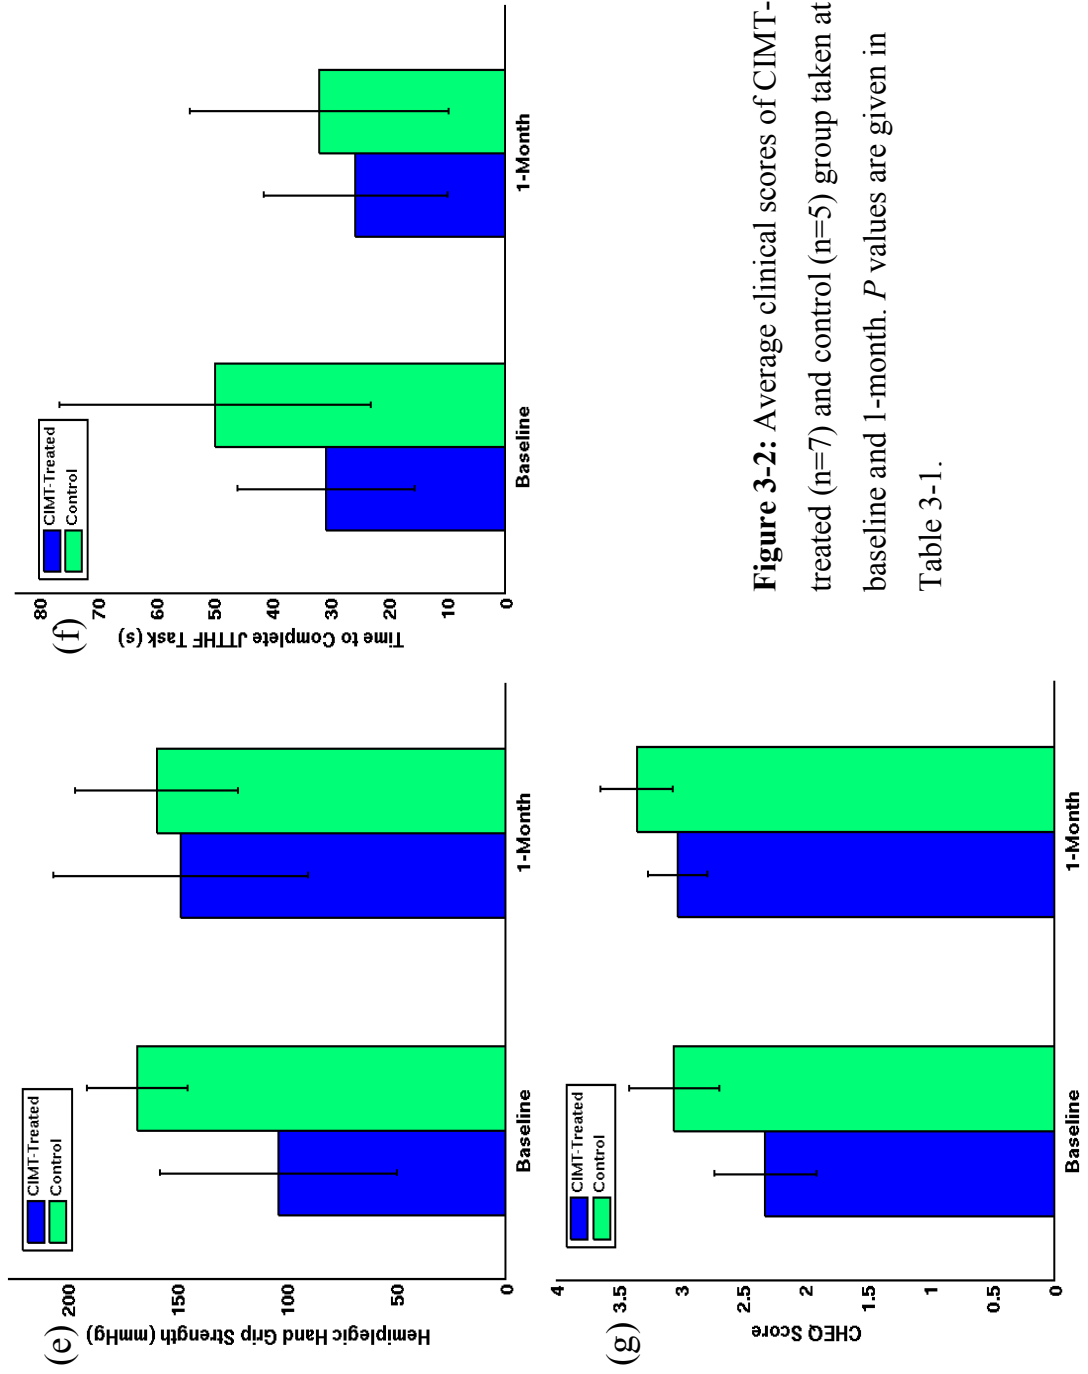 (e)
Hemiplegic Hand Grip Strength (mmHg)
200
150
100
50
0
CIMT-Treated
Control
Baseline
1-Month
(f)
Time to Complete JTTHF Task (s)
80
70
60
50
40
30
20
10
0
CIMT-Treated
Control
Baseline
1-Month
(g)
CHEQ Score
4
3.5
3
2.5
2
1.5
1
0.5
0
CIMT-Treated
Control
Baseline
1-Month
Figure 3-2: Average clinical scores of CIMT-
treated (n=7) and control (n=5) group taken at
baseline and 1-month. P values are given in
Table 3-1.